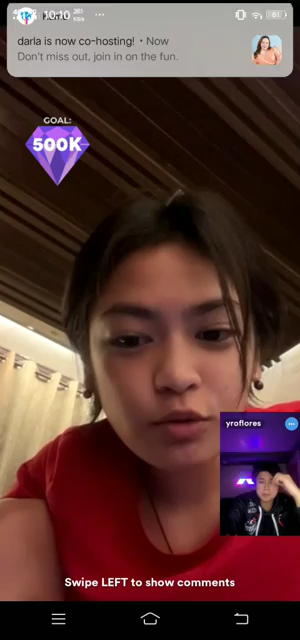 10:10
darla is now co-hosting! • Now
Don't miss out, join in on the fun.
GOAL:
500K
yroflores
Swipe LEFT to show comments